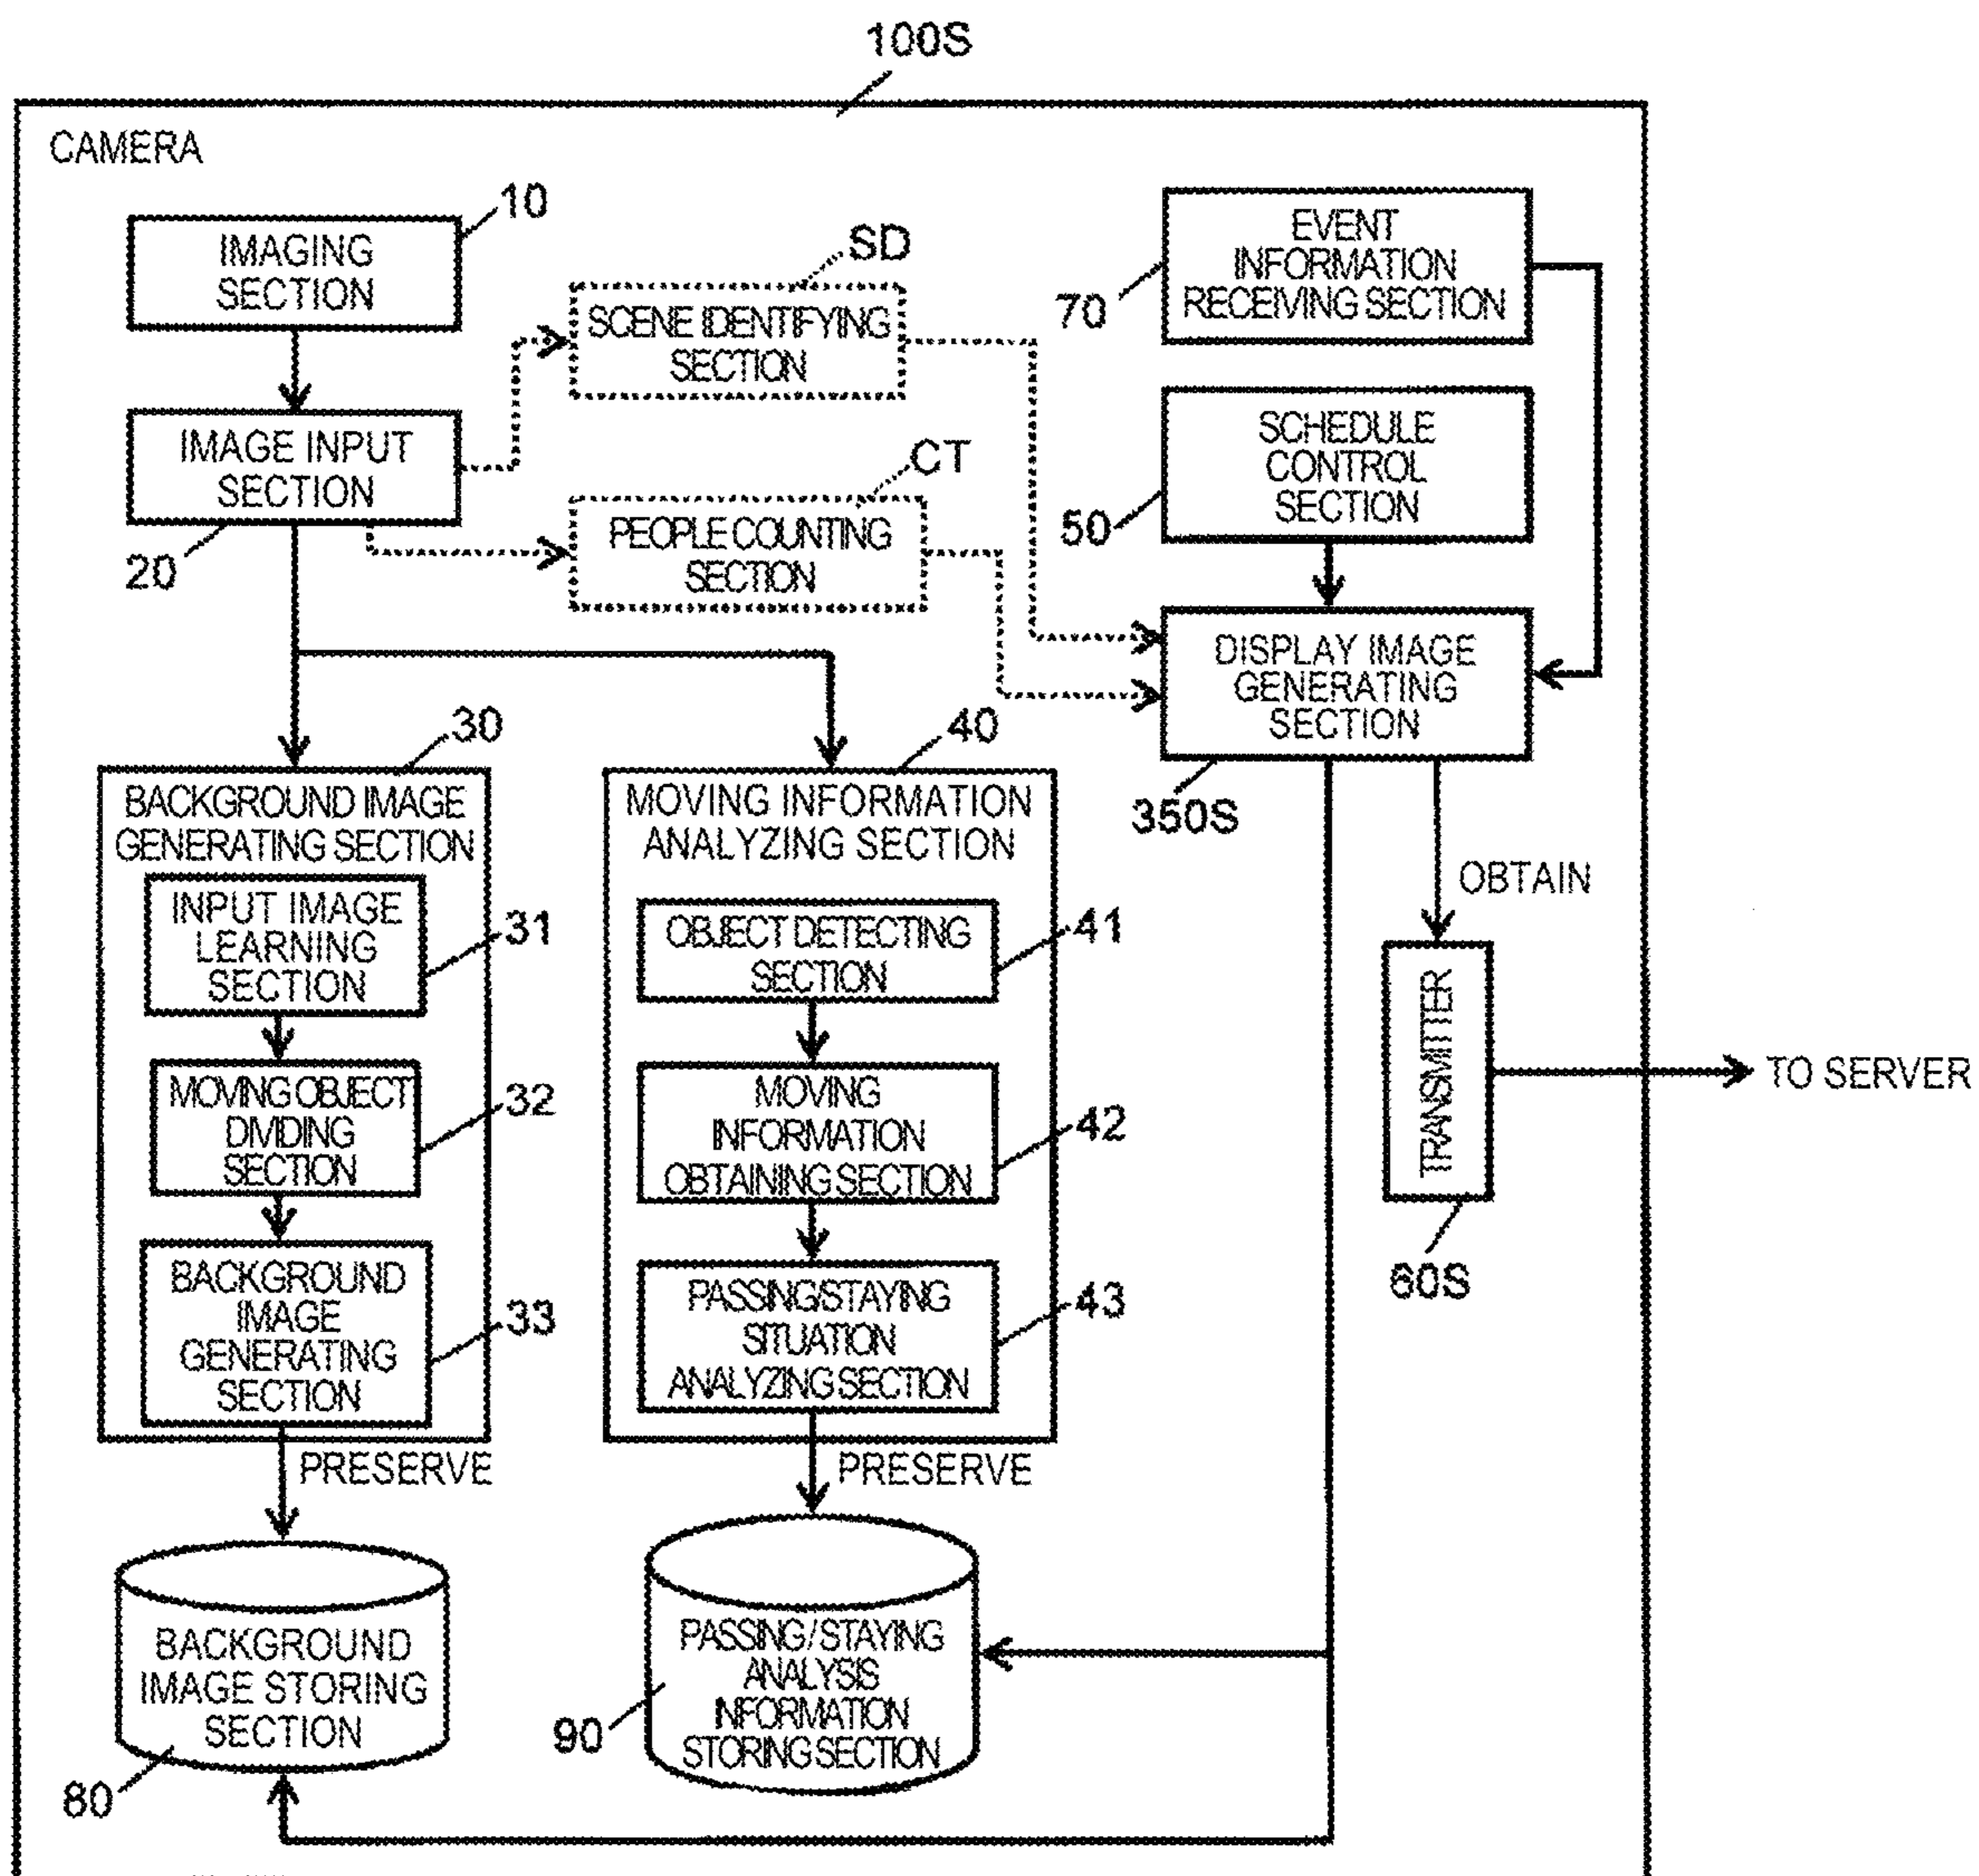 100S
CAMERA
10
IMAGING
SECTION
SD
SCENE IDENTIFYING
SECTION
EVENT
INFORMATION
RECEIVING SECTION
70
IMAGE INPUT
SECTION
20
CT
PEOPLE COUNTING
SECTION
SCHEDULE
CONTROL
SECTION
50
DISPLAY IMAGE
GENERATING
SECTION
350S
30
BACKGROUND IMAGE
GENERATING SECTION
INPUT IMAGE
LEARNING
SECTION
31
MOVING OBJECT
DIVIDING
SECTION
32
BACKGROUND
IMAGE
GENERATING
SECTION
33
PRESERVE
40
MOVING INFORMATION
ANALYZING SECTION
OBJECT DETECTING
SECTION
41
MOVING
INFORMATION
OBTAINING SECTION
42
PASSING/STAYING
SITUATION
ANALYZING SECTION
43
PRESERVE
OBTAIN
TRANSMITTER
60S
TO SERVER
BACKGROUND
IMAGE STORING
SECTION
80
PASSING/STAYING
ANALYSIS
INFORMATION
STORING SECTION
90